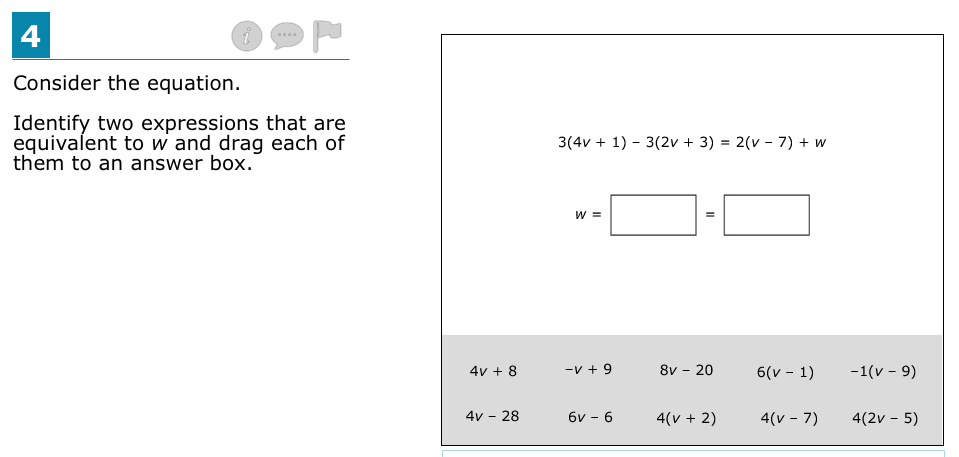 4
Consider the equation.
Identify two expressions that are
equivalent to w and drag each of
them to an answer box.
3(4v + 1) – 3(2v + 3) = 2(v – 7) + w
w = =
4v + 8 –v + 9 8v – 20 6(v – 1) –1(v – 9)
4v – 28 6v – 6 4(v + 2) 4(v – 7) 4(2v – 5)